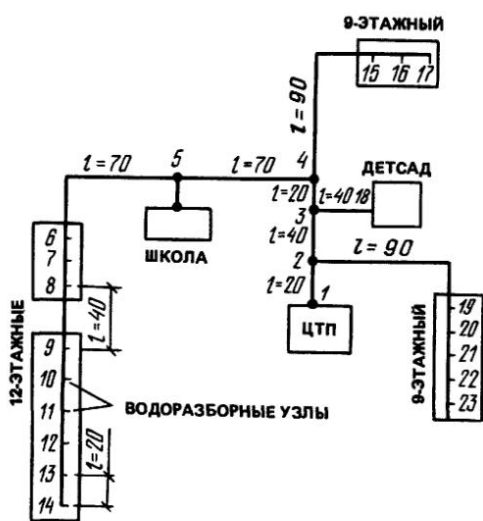 9-ЭТАЖНЫЙ
15 16 17
l=90
l=70
5
l=70
4
ДЕТСАД
l=20
l=40 18
3
ШКОЛА
l=40
l=90
2
6
7
8
l=20
1
ЦТП
l=40
12-ЭТАЖНЫЕ
9
10
11
12
13
14
ВОДОРАЗБОРНЫЕ УЗЛЫ
l=20
9-ЭТАЖНЫЙ
19
20
21
22
23